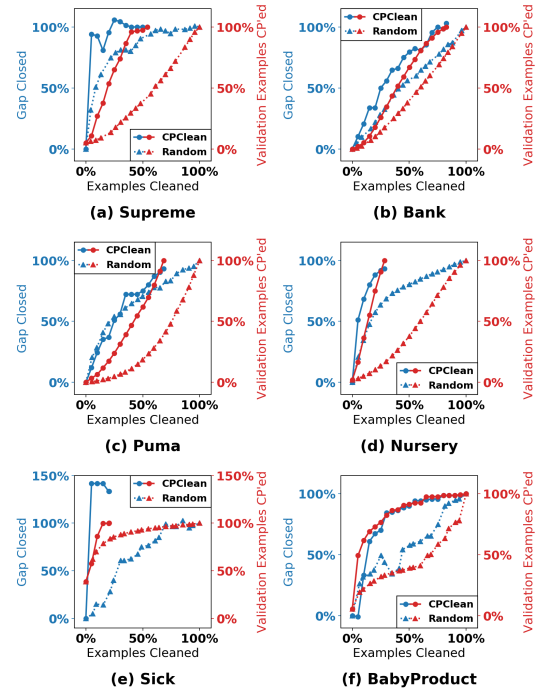 100%
50%
0%
Gap Closed
100%
50%
0%
Validation Examples CP'ed
CPClean
Random
0% 50% 100%
Examples Cleaned
(a) Supreme
100%
50%
0%
Gap Closed
100%
50%
0%
Validation Examples CP'ed
CPClean
Random
0% 50% 100%
Examples Cleaned
(b) Bank
100%
50%
0%
Gap Closed
100%
50%
0%
Validation Examples CP'ed
CPClean
Random
0% 50% 100%
Examples Cleaned
(c) Puma
100%
50%
0%
Gap Closed
100%
50%
0%
Validation Examples CP'ed
CPClean
Random
0% 50% 100%
Examples Cleaned
(d) Nursery
150%
100%
50%
0%
Gap Closed
150%
100%
50%
0%
Validation Examples CP'ed
CPClean
Random
0% 50% 100%
Examples Cleaned
(e) Sick
100%
50%
0%
Gap Closed
100%
50%
0%
Validation Examples CP'ed
CPClean
Random
0% 50% 100%
Examples Cleaned
(f) BabyProduct